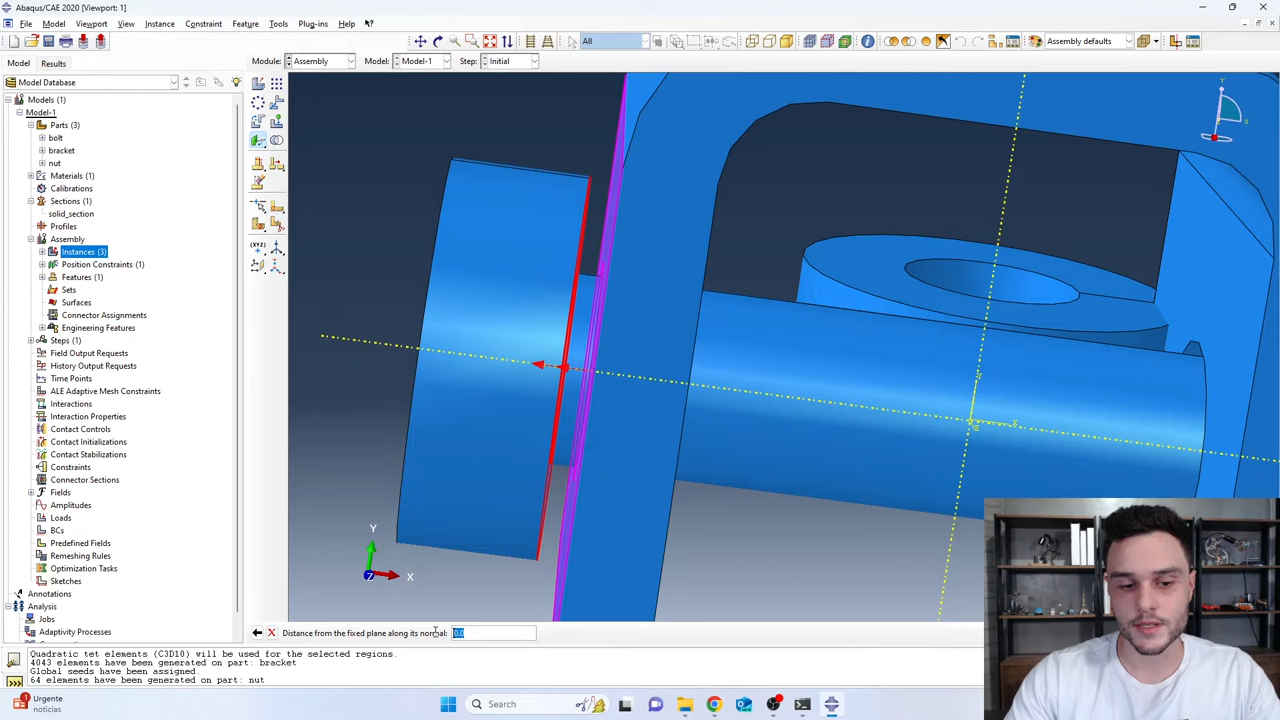 Abaqus/CAE 2020 [Viewport: 1]
File Model Viewport View Instance Constraint Feature Tools Plug-ins Help
All
Assembly defaults
Model Results
Module: Assembly Model: Model-1 Step: Initial
Model Database
Models (1)
Model-1
Parts (3)
bolt
bracket
nut
Materials (1)
Calibrations
Sections (1)
solid_section
Profiles
Assembly
Instances (3)
Position Constraints (1)
Features (1)
Sets
Surfaces
Connector Assignments
Engineering Features
Steps (1)
Field Output Requests
History Output Requests
Time Points
ALE Adaptive Mesh Constraints
Interactions
Interaction Properties
Contact Controls
Contact Initializations
Contact Stabilizations
Constraints
Connector Sections
Fields
Amplitudes
Loads
BCs
Predefined Fields
Remeshing Rules
Optimization Tasks
Sketches
Annotations
Analysis
Jobs
Adaptivity Processes
(XYZ)
Y
X
Y
Z
X
Distance from the fixed plane along its normal: 0.0
Quadratic tet elements (C3D10) will be used for the selected regions.
4043 elements have been generated on part: bracket
Global seeds have been assigned.
64 elements have been generated on part: nut
Urgente
noticias
Search